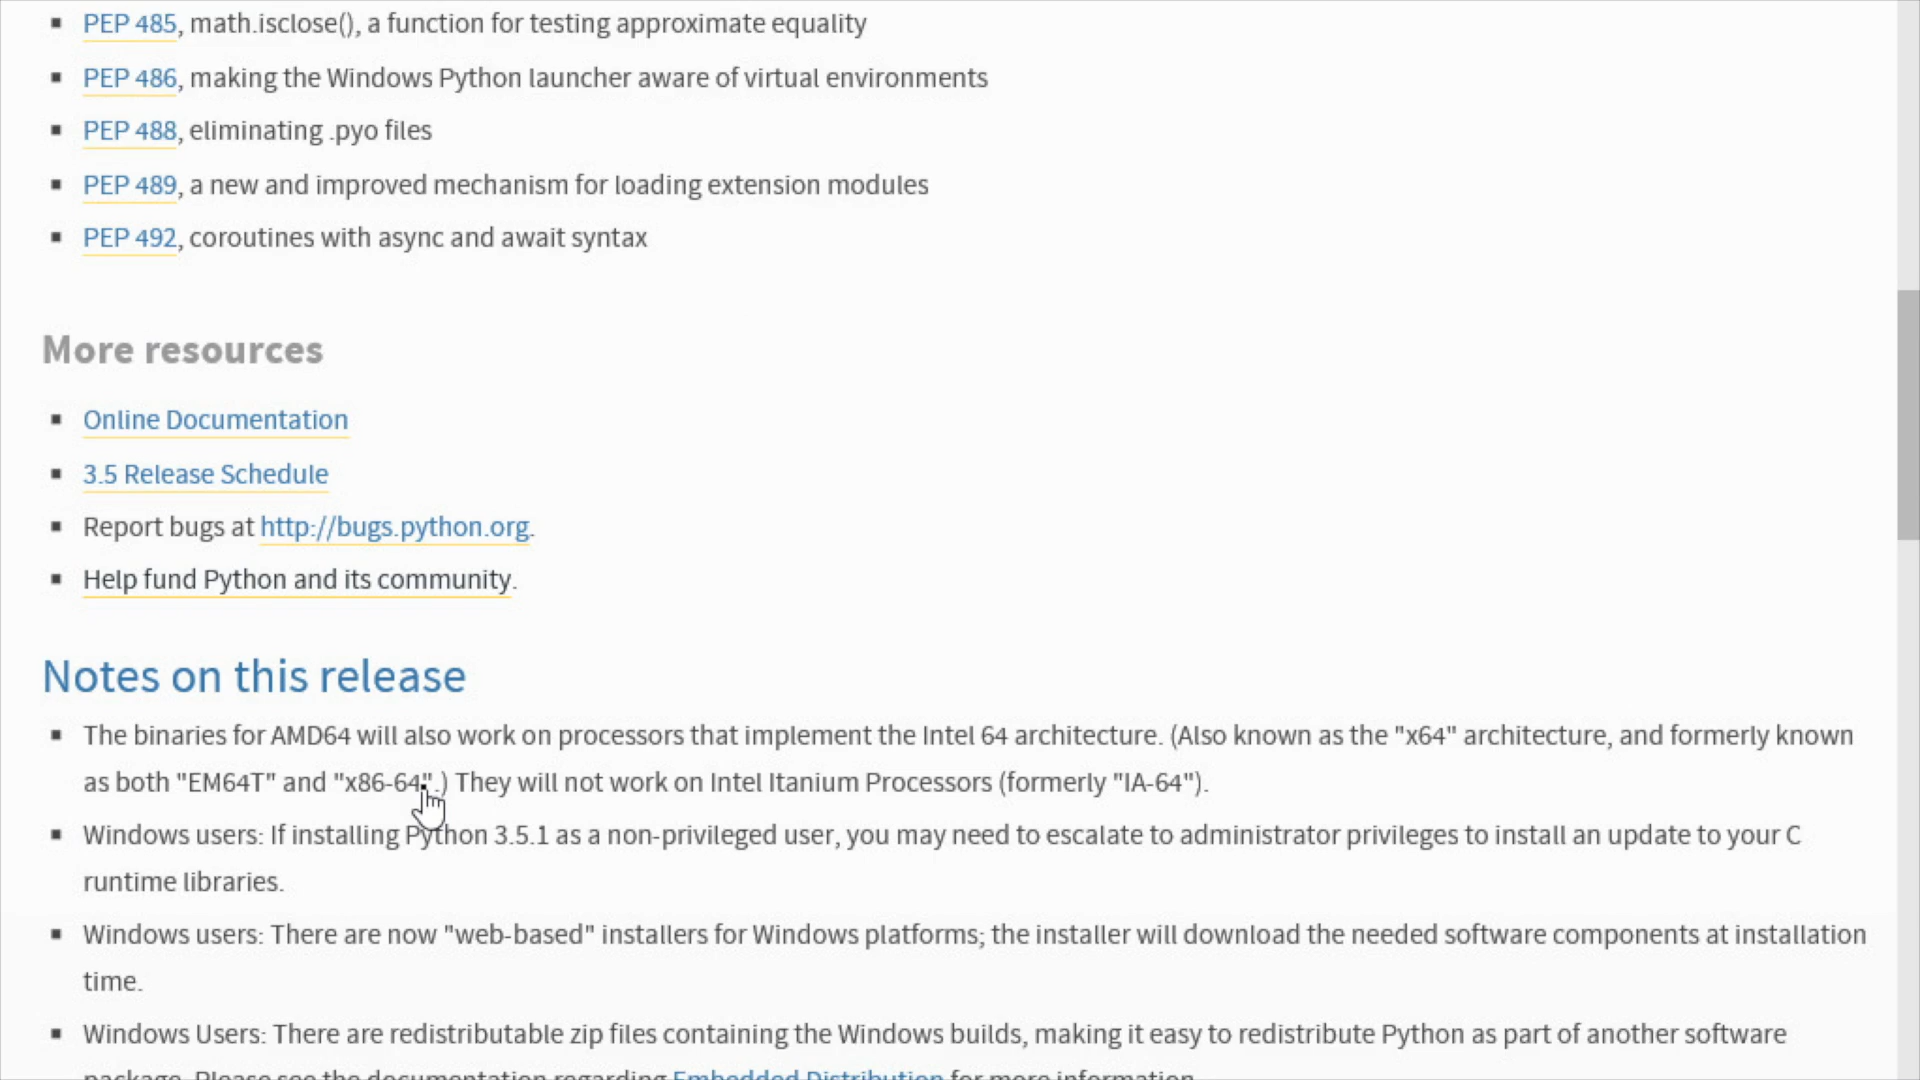 PEP 485, math.isclose(), a function for testing approximate equality
PEP 486, making the Windows Python launcher aware of virtual environments
PEP 488, eliminating .pyo files
PEP 489, a new and improved mechanism for loading extension modules
PEP 492, coroutines with async and await syntax
More resources
Online Documentation
3.5 Release Schedule
Report bugs at http://bugs.python.org.
Help fund Python and its community.
Notes on this release
The binaries for AMD64 will also work on processors that implement the Intel 64 architecture. (Also known as the "x64" architecture, and formerly known
as both "EM64T" and "x86-64".) They will not work on Intel Itanium Processors (formerly "IA-64").
Windows users: If installing Python 3.5.1 as a non-privileged user, you may need to escalate to administrator privileges to install an update to your C
runtime libraries.
Windows users: There are now "web-based" installers for Windows platforms; the installer will download the needed software components at installation
time.
Windows Users: There are redistributable zip files containing the Windows builds, making it easy to redistribute Python as part of another software
package. Please see the documentation regarding Embedded Distribution for more information.